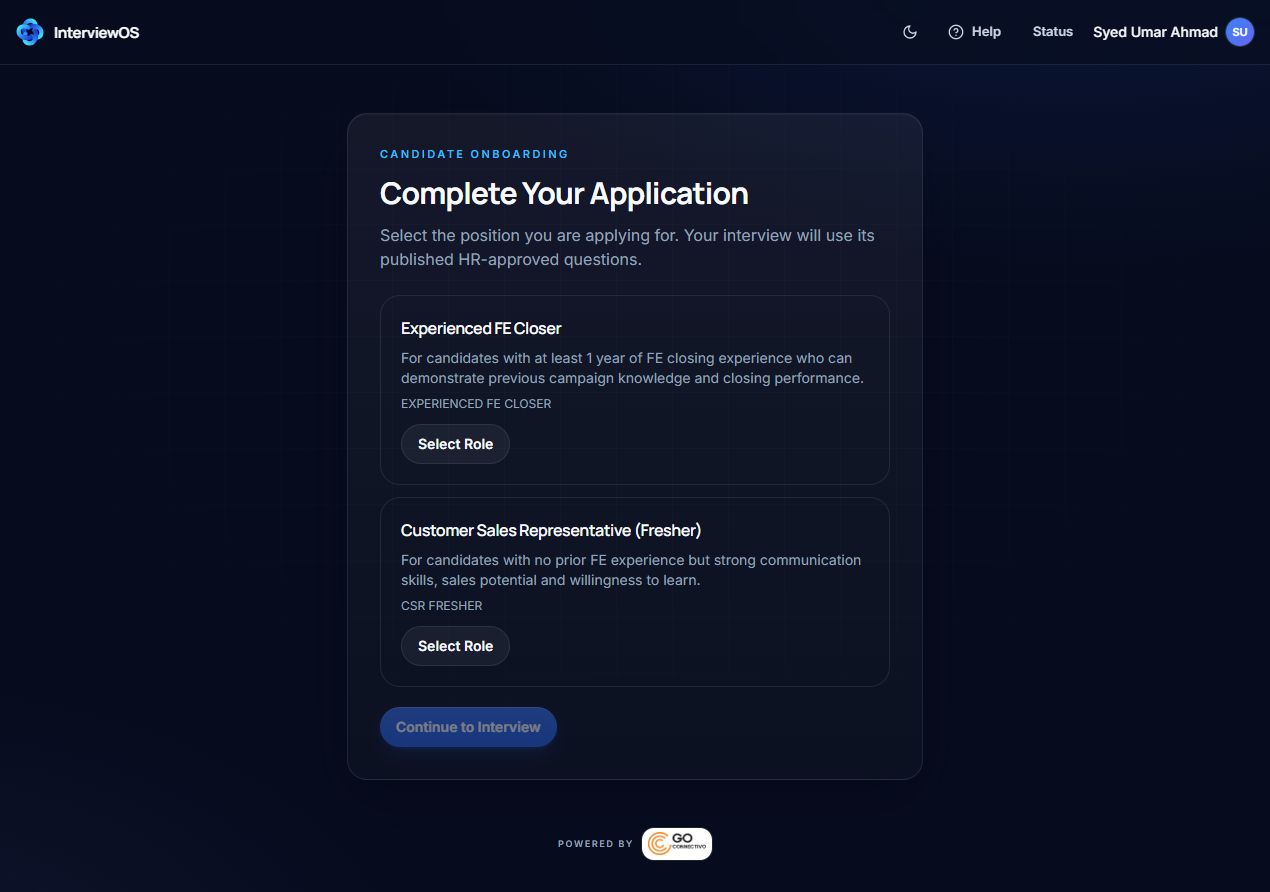 InterviewOS
Help
Status
Syed Umar Ahmad
SU
CANDIDATE ONBOARDING
Complete Your Application
Select the position you are applying for. Your interview will use its
published HR-approved questions.
Experienced FE Closer
For candidates with at least 1 year of FE closing experience who can
demonstrate previous campaign knowledge and closing performance.
EXPERIENCED FE CLOSER
Select Role
Customer Sales Representative (Fresher)
For candidates with no prior FE experience but strong communication
skills, sales potential and willingness to learn.
CSR FRESHER
Select Role
Continue to Interview
POWERED BY
GO
CONNECTIVO